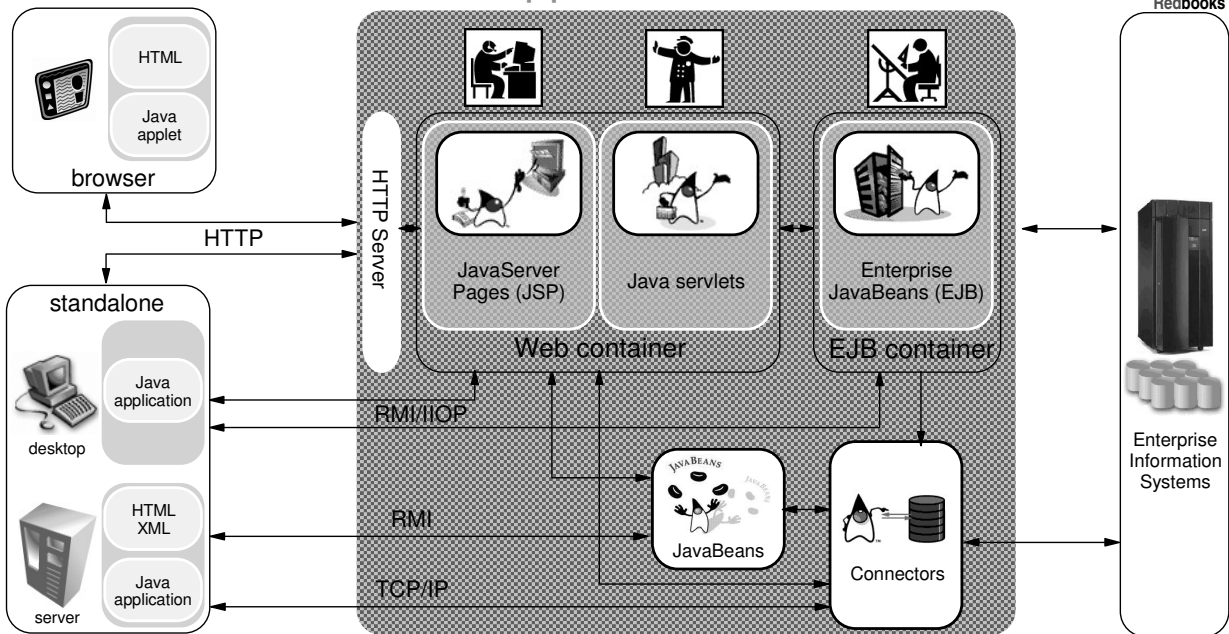 Redbooks
HTML
Java
applet
browser
HTTP
HTTP Server
JavaServer
Pages (JSP)
Java servlets
Enterprise
JavaBeans (EJB)
Web container
EJB container
standalone
Java
application
desktop
RMI/IIOP
HTML
XML
Java
application
server
RMI
TCP/IP
JAVABEANS
JAVABEANS
JavaBeans
Connectors
Enterprise
Information
Systems